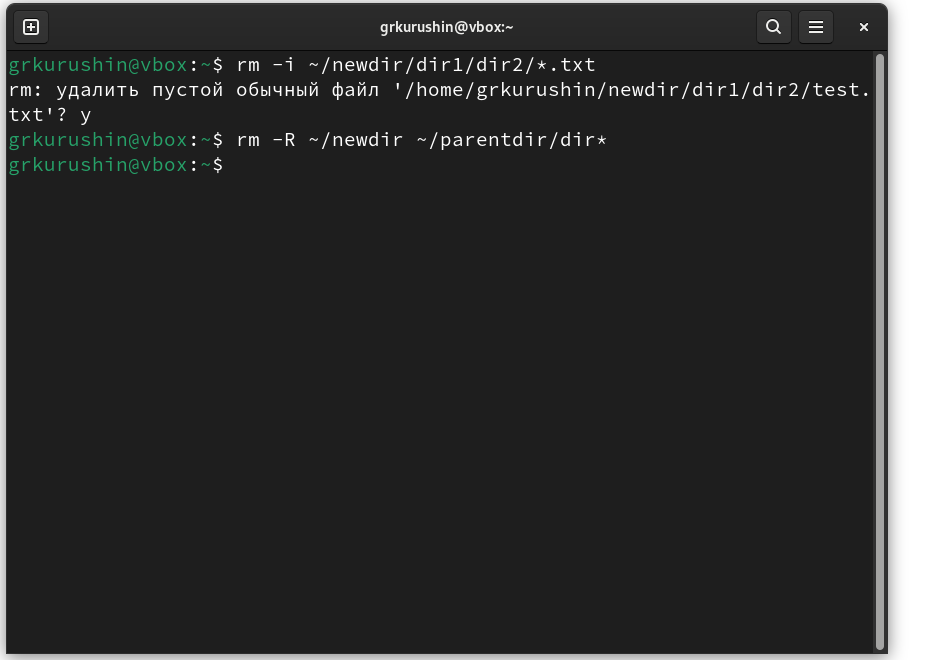 grkurushin@vbox:~
grkurushin@vbox:~$ rm -i ~/newdir/dir1/dir2/*.txt
rm: удалить пустой обычный файл '/home/grkurushin/newdir/dir1/dir2/test.
txt'? y
grkurushin@vbox:~$ rm -R ~/newdir ~/parentdir/dir*
grkurushin@vbox:~$